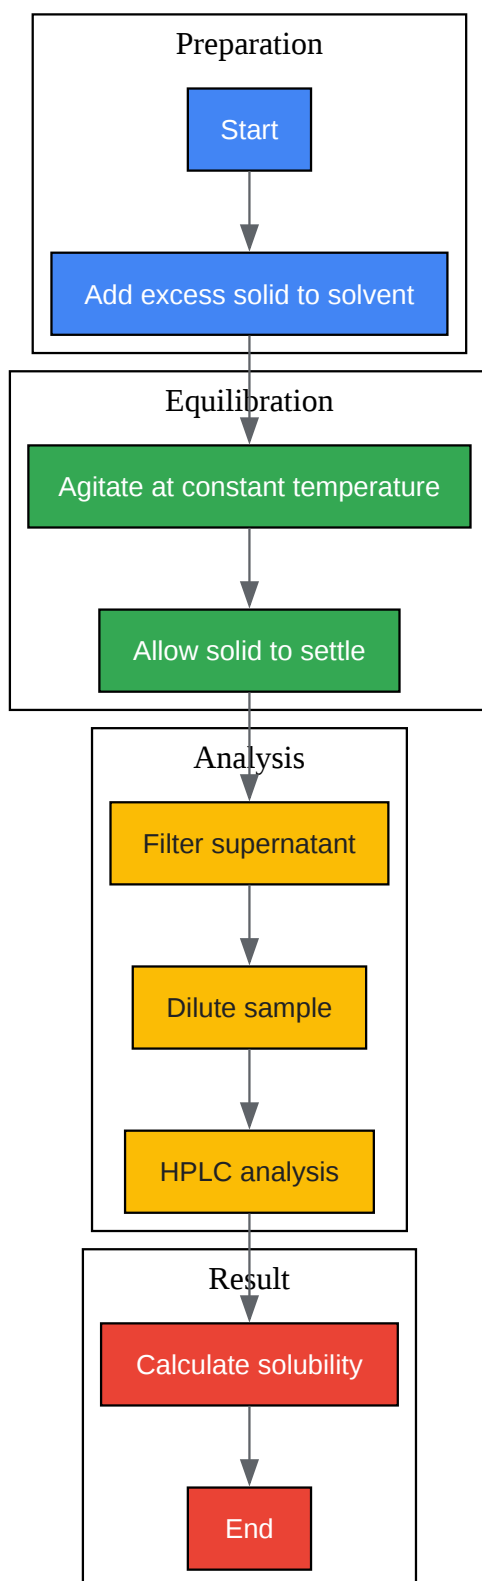 Preparation
Start
Add excess solid to solvent
Equilibration
Agitate at constant temperature
Allow solid to settle
Analysis
Filter supernatant
Dilute sample
HPLC analysis
Result
Calculate solubility
End